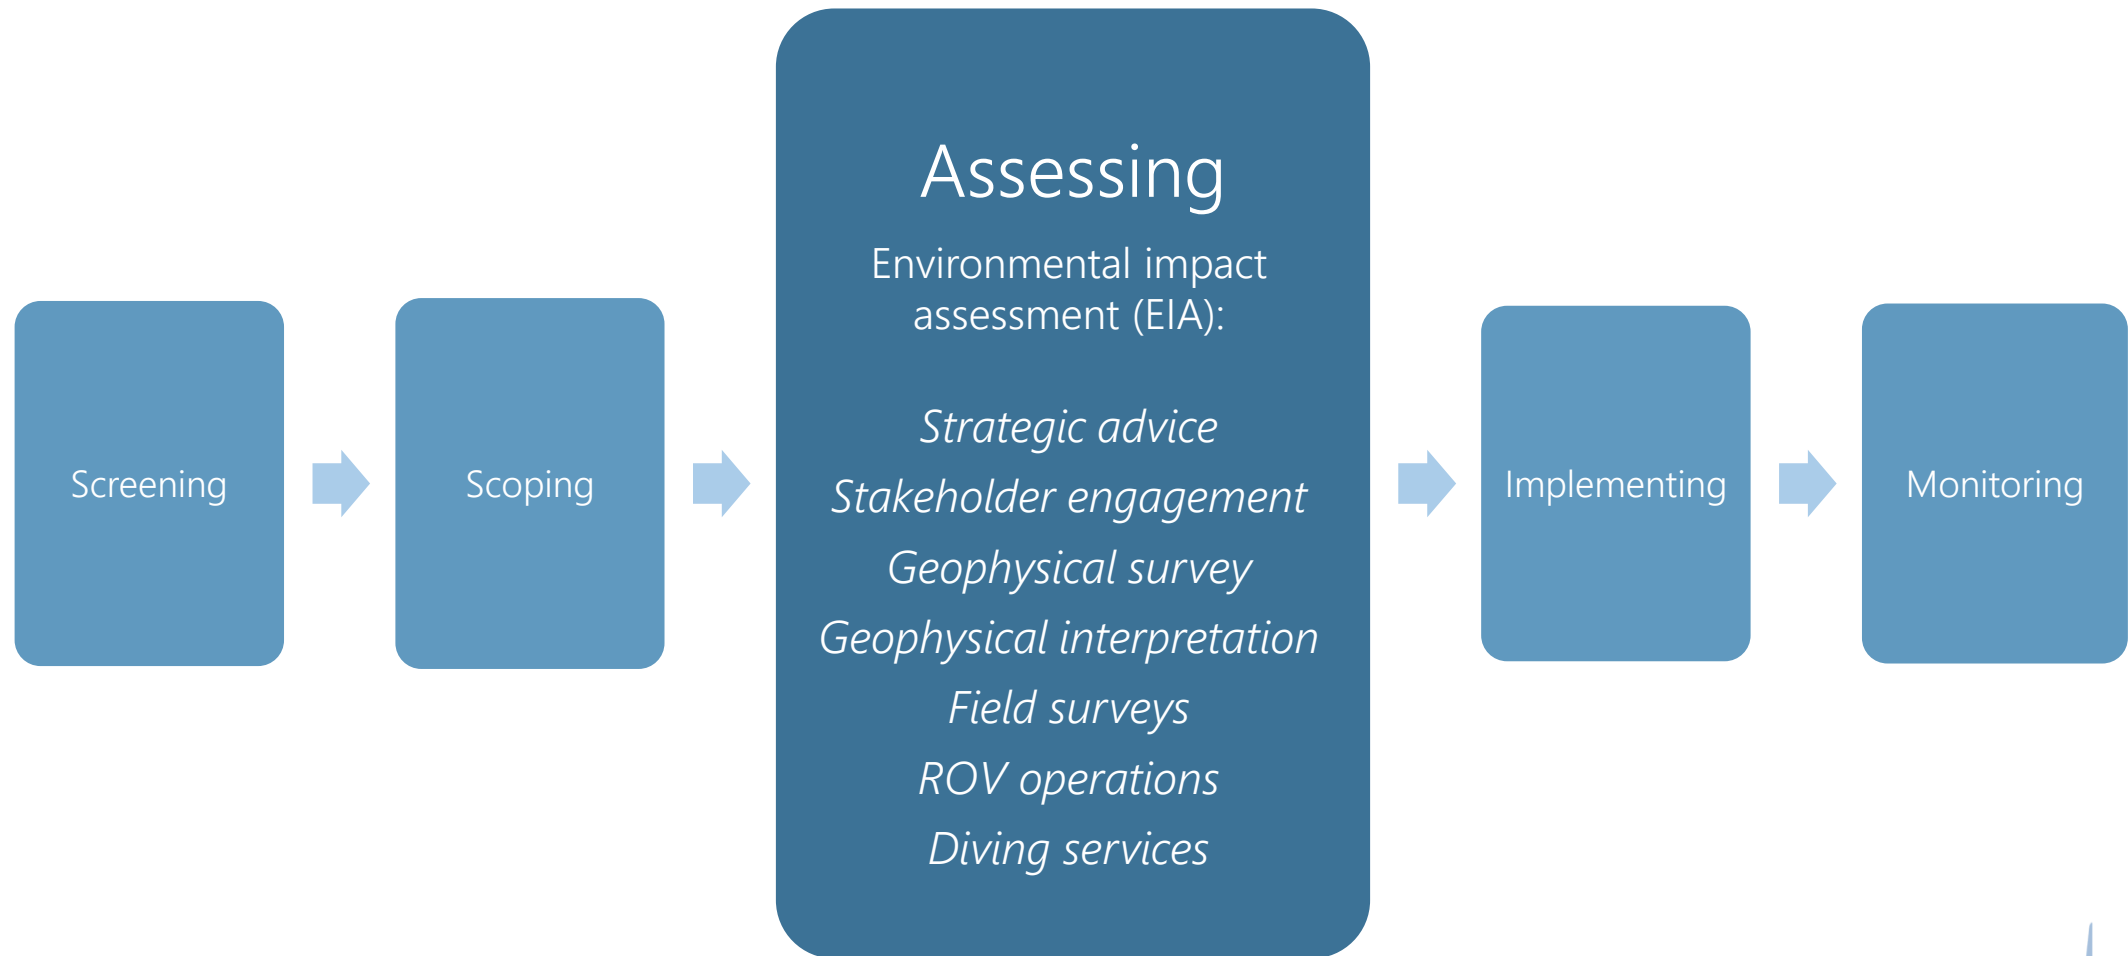 Screening
Scoping
Assessing
Environmental impact
assessment (EIA):
Strategic advice
Stakeholder engagement
Geophysical survey
Geophysical interpretation
Field surveys
ROV operations
Diving services
Implementing
Monitoring